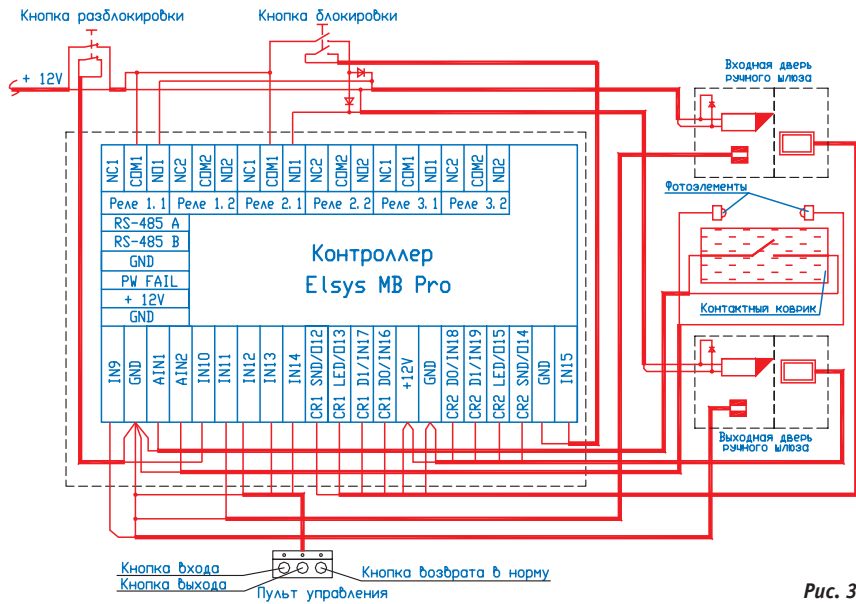 Кнопка разблокировки
Кнопка блокировки
+ 12V
Входная дверь
ручного шлюза
NC1 COM1 NO1 NC2 COM2 NO2 NC1 COM1 NO1 NC2 COM2 NO2 NC1 COM1 NO1 NC2 COM2 NO2
Реле 1.1 Реле 1.2 Реле 2.1 Реле 2.2 Реле 3.1 Реле 3.2
Фотоэлементы
RS-485 A
RS-485 B
GND
PW FAIL
+ 12V
GND
Контроллер
Elsys MB Pro
Контактный коврик
IN9 GND AIN1 AIN2 IN10 IN11 IN12 IN13 IN14 CR1 SND/O12 CR1 LED/O13 CR1 D1/IN17 CR1 D0/IN16 +12V GND CR2 D0/IN18 CR2 D1/IN19 CR2 LED/O15 CR2 SND/O14 GND IN15
Выходная дверь
ручного шлюза
Кнопка входа
Кнопка выхода
Кнопка возврата в норму
Пульт управления
Рис. 3